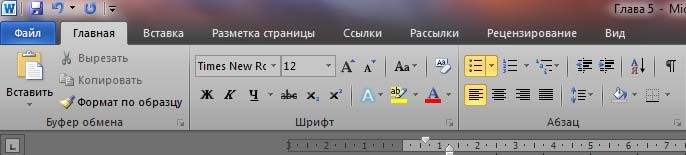 Глава 5 - Mic
Файл Главная Вставка Разметка страницы Ссылки Рассылки Рецензирование Вид
Вырезать
Копировать
Формат по образцу
Вставить
Times New Rc 12
Aa
Ж К Ч abc x₂ x² A ab A
Буфер обмена Шрифт Абзац
3 2 1 1 2 3 4 5 6 7